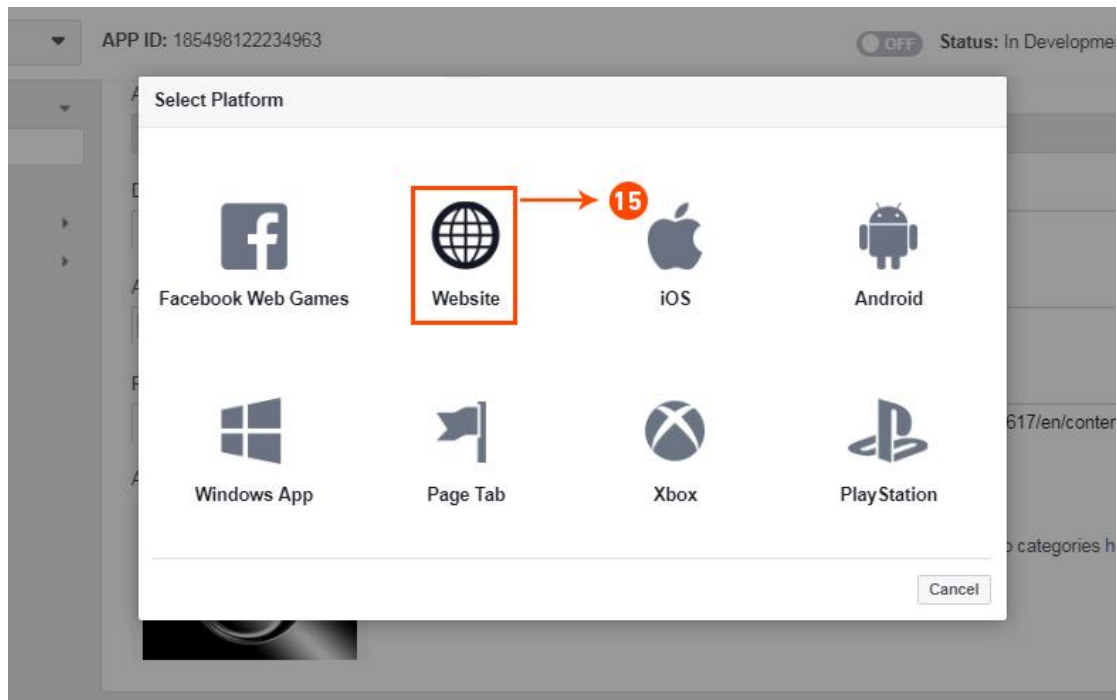 APP ID: 185498122234963
OFF
Status: In Developme
Select Platform
15
Facebook Web Games
Website
iOS
Android
617/en/conten
Windows App
Page Tab
Xbox
PlayStation
categories h
Cancel